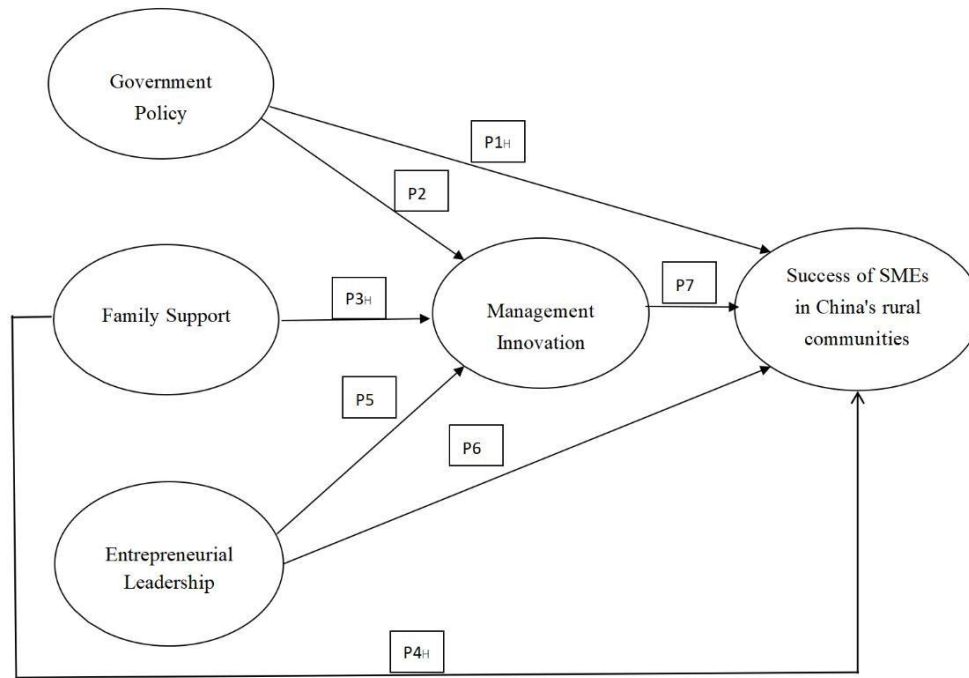 Government
Policy
P1H
P2
Success of SMEs
in China's rural
communities
P7
P3H
Family Support
Management
Innovation
P5
P6
Entrepreneurial
Leadership
P4H